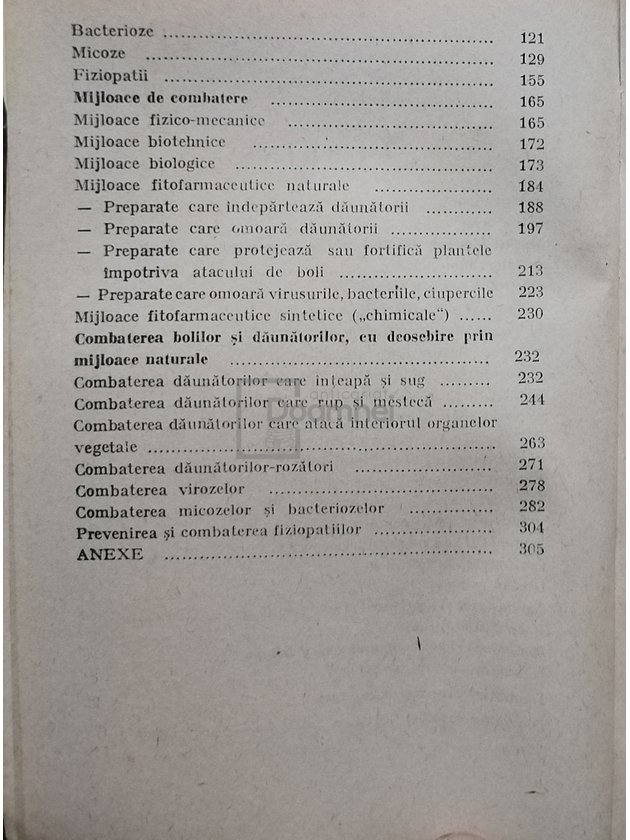 Bacterioze ........ 121
Micoze ........ 129
Fiziopatii ........ 155
Mijloace de combatere ........ 165
Mijloace fizico-mecanice ........ 165
Mijloace biotehnice ........ 172
Mijloace biologice ........ 173
Mijloace fitofarmaceutice naturale ........ 184
— Preparate care îndepărtează dăunătorii ........ 188
— Preparate care omoară dăunătorii ........ 197
— Preparate care protejează sau fortifică plantele
împotriva atacului de boli ........ 213
— Preparate care omoară virusurile, bacteriile, ciupercile 223
Mijloace fitofarmaceutice sintetice („chimicale“) ...... 230
Combaterea bolilor și dăunătorilor, cu deosebire prin
mijloace naturale ........ 232
Combaterea dăunătorilor care înțeapă și sug ........ 232
Combaterea dăunătorilor care rup și mestecă ........ 244
Combaterea dăunătorilor care atacă interiorul organelor
vegetale ........ 263
Combaterea dăunătorilor-rozători ........ 271
Combaterea virozelor ........ 278
Combaterea micozelor și bacteriozelor ........ 282
Prevenirea și combaterea fiziopatiilor ........ 304
ANEXE ........ 305